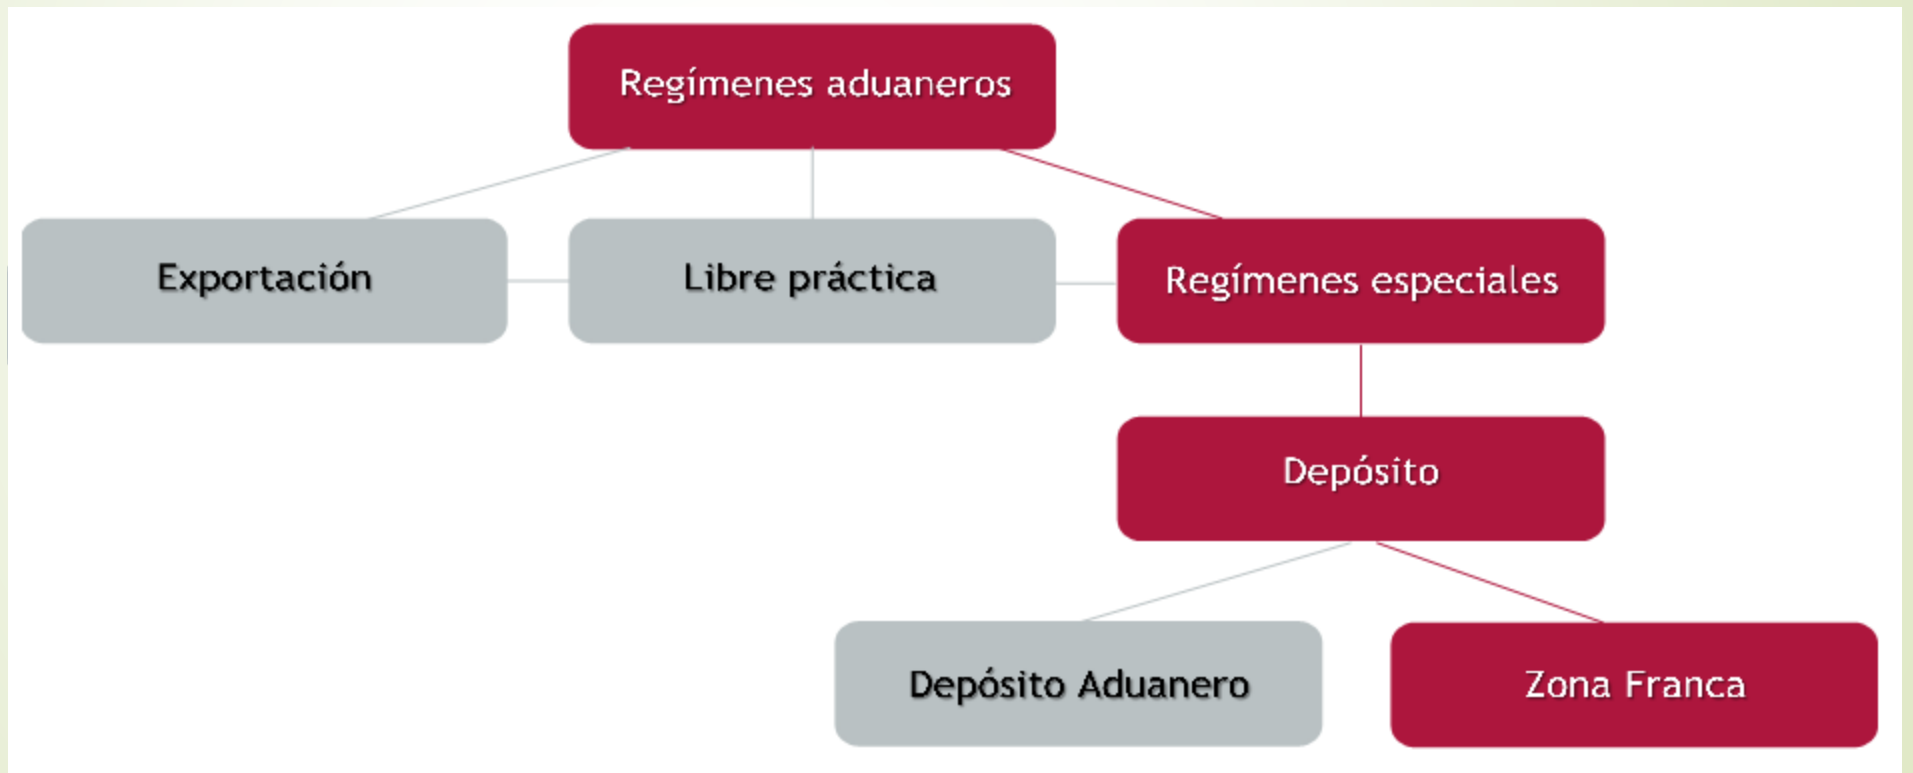 Regímenes aduaneros
Exportación
Libre práctica
Regímenes especiales
Depósito
Depósito Aduanero
Zona Franca